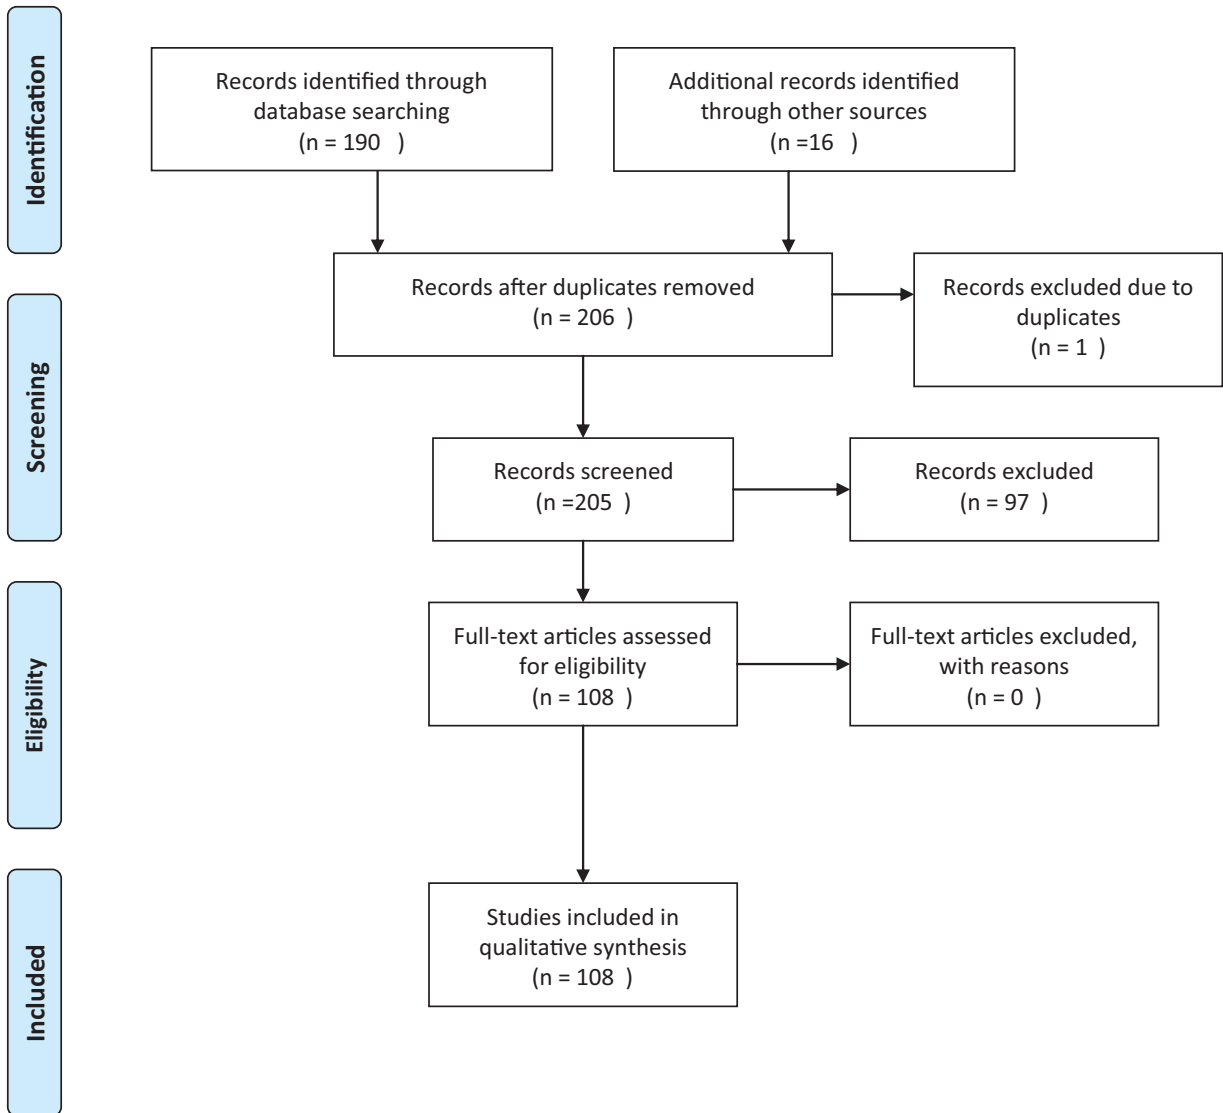 Identification
Records identified through
database searching
(n = 190   )
Additional records identified
through other sources
(n =16   )
Records after duplicates removed
(n = 206   )
Records excluded due to
duplicates
(n = 1   )
Screening
Records screened
(n =205   )
Records excluded
(n = 97   )
Eligibility
Full-text articles assessed
for eligibility
(n = 108   )
Full-text articles excluded,
with reasons
(n = 0   )
Included
Studies included in
qualitative synthesis
(n = 108   )